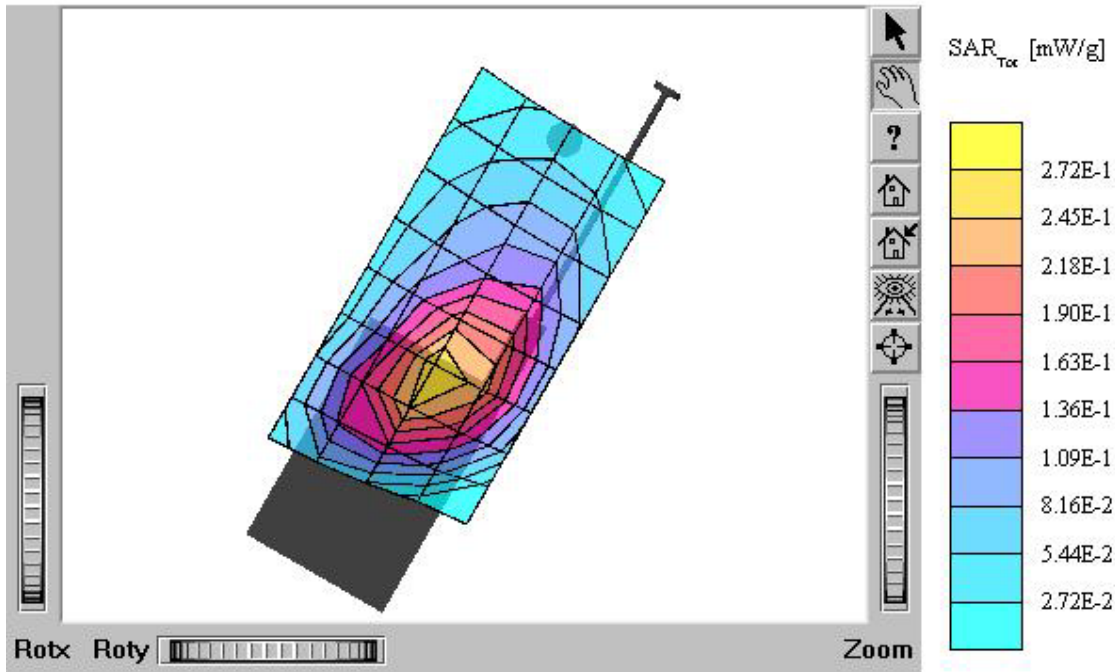 SAR_Tot [mW/g]
?
2.72E-1
2.45E-1
2.18E-1
1.90E-1
1.63E-1
1.36E-1
1.09E-1
8.16E-2
5.44E-2
2.72E-2
Rotx Roty Zoom